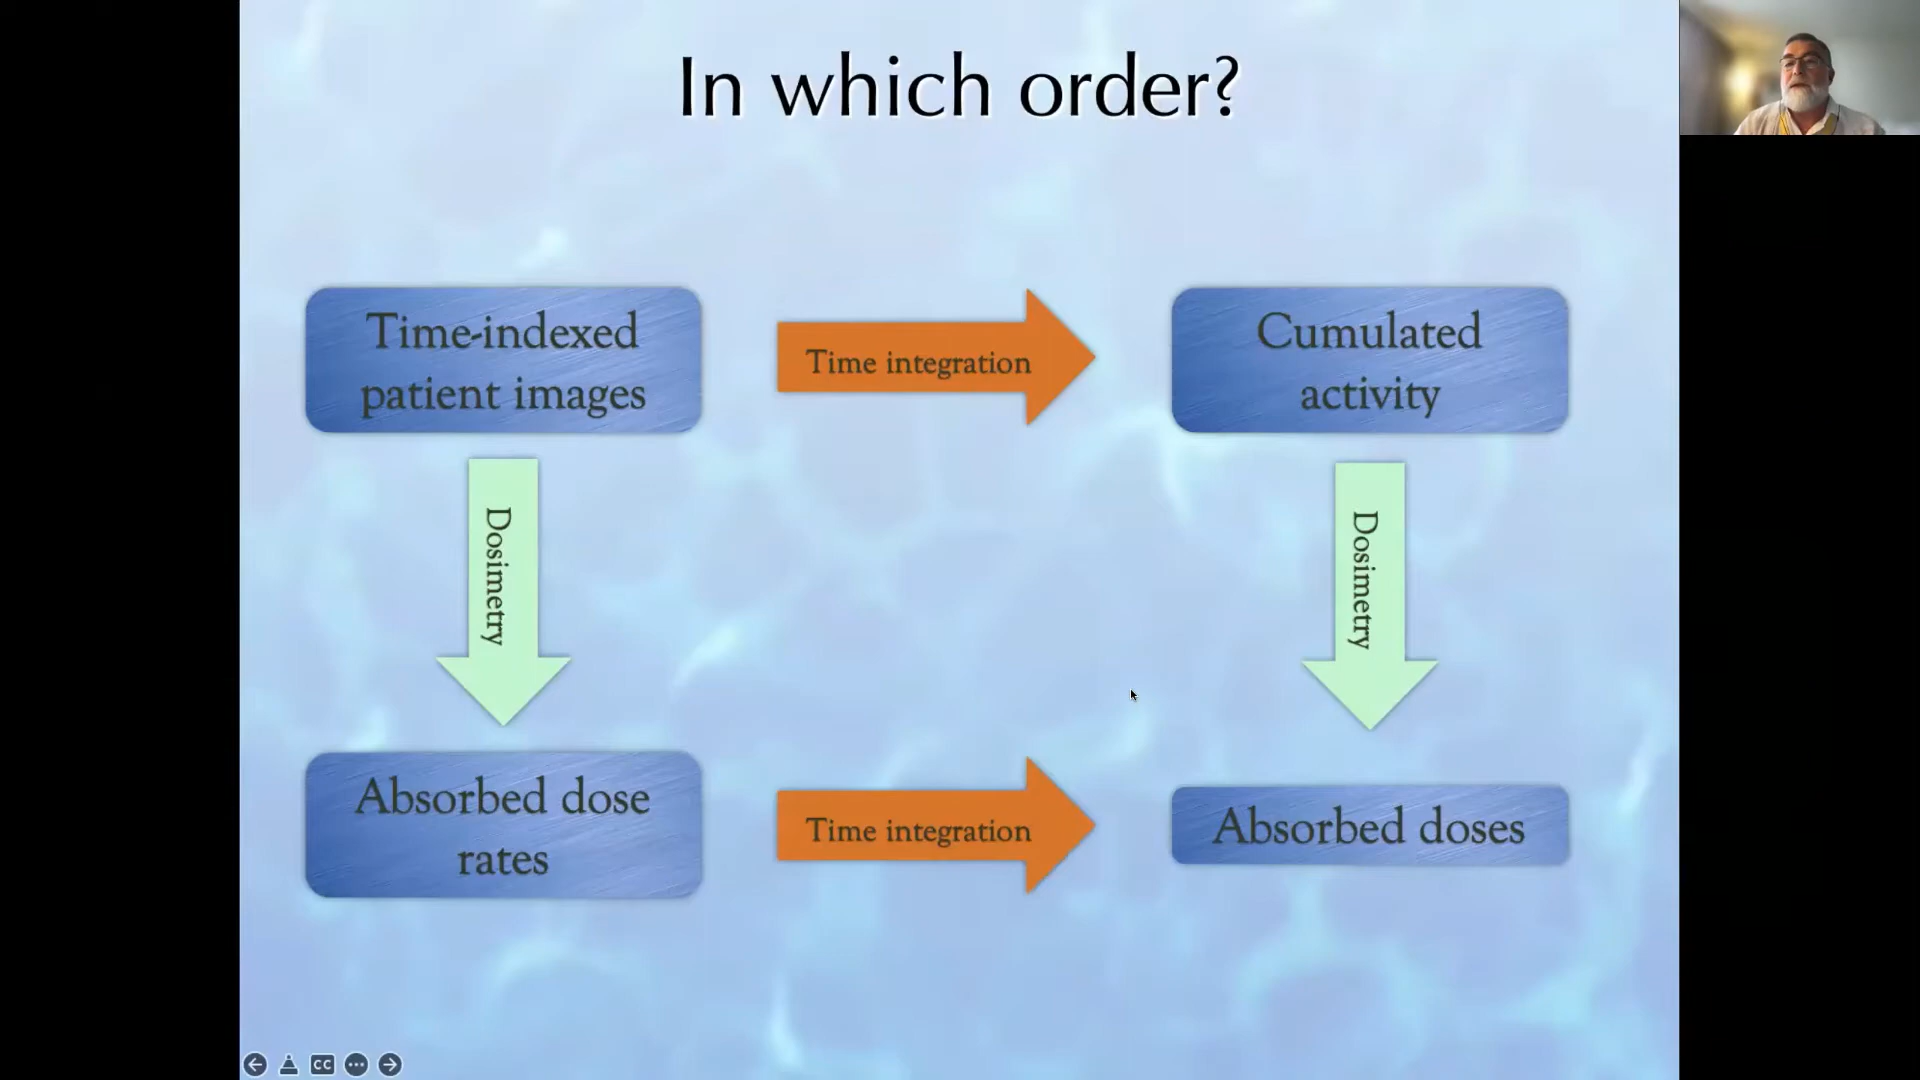 In which order?
Time-indexed
patient images
Time integration
Cumulated
activity
Dosimetry
Dosimetry
Absorbed dose
rates
Time integration
Absorbed doses
CC